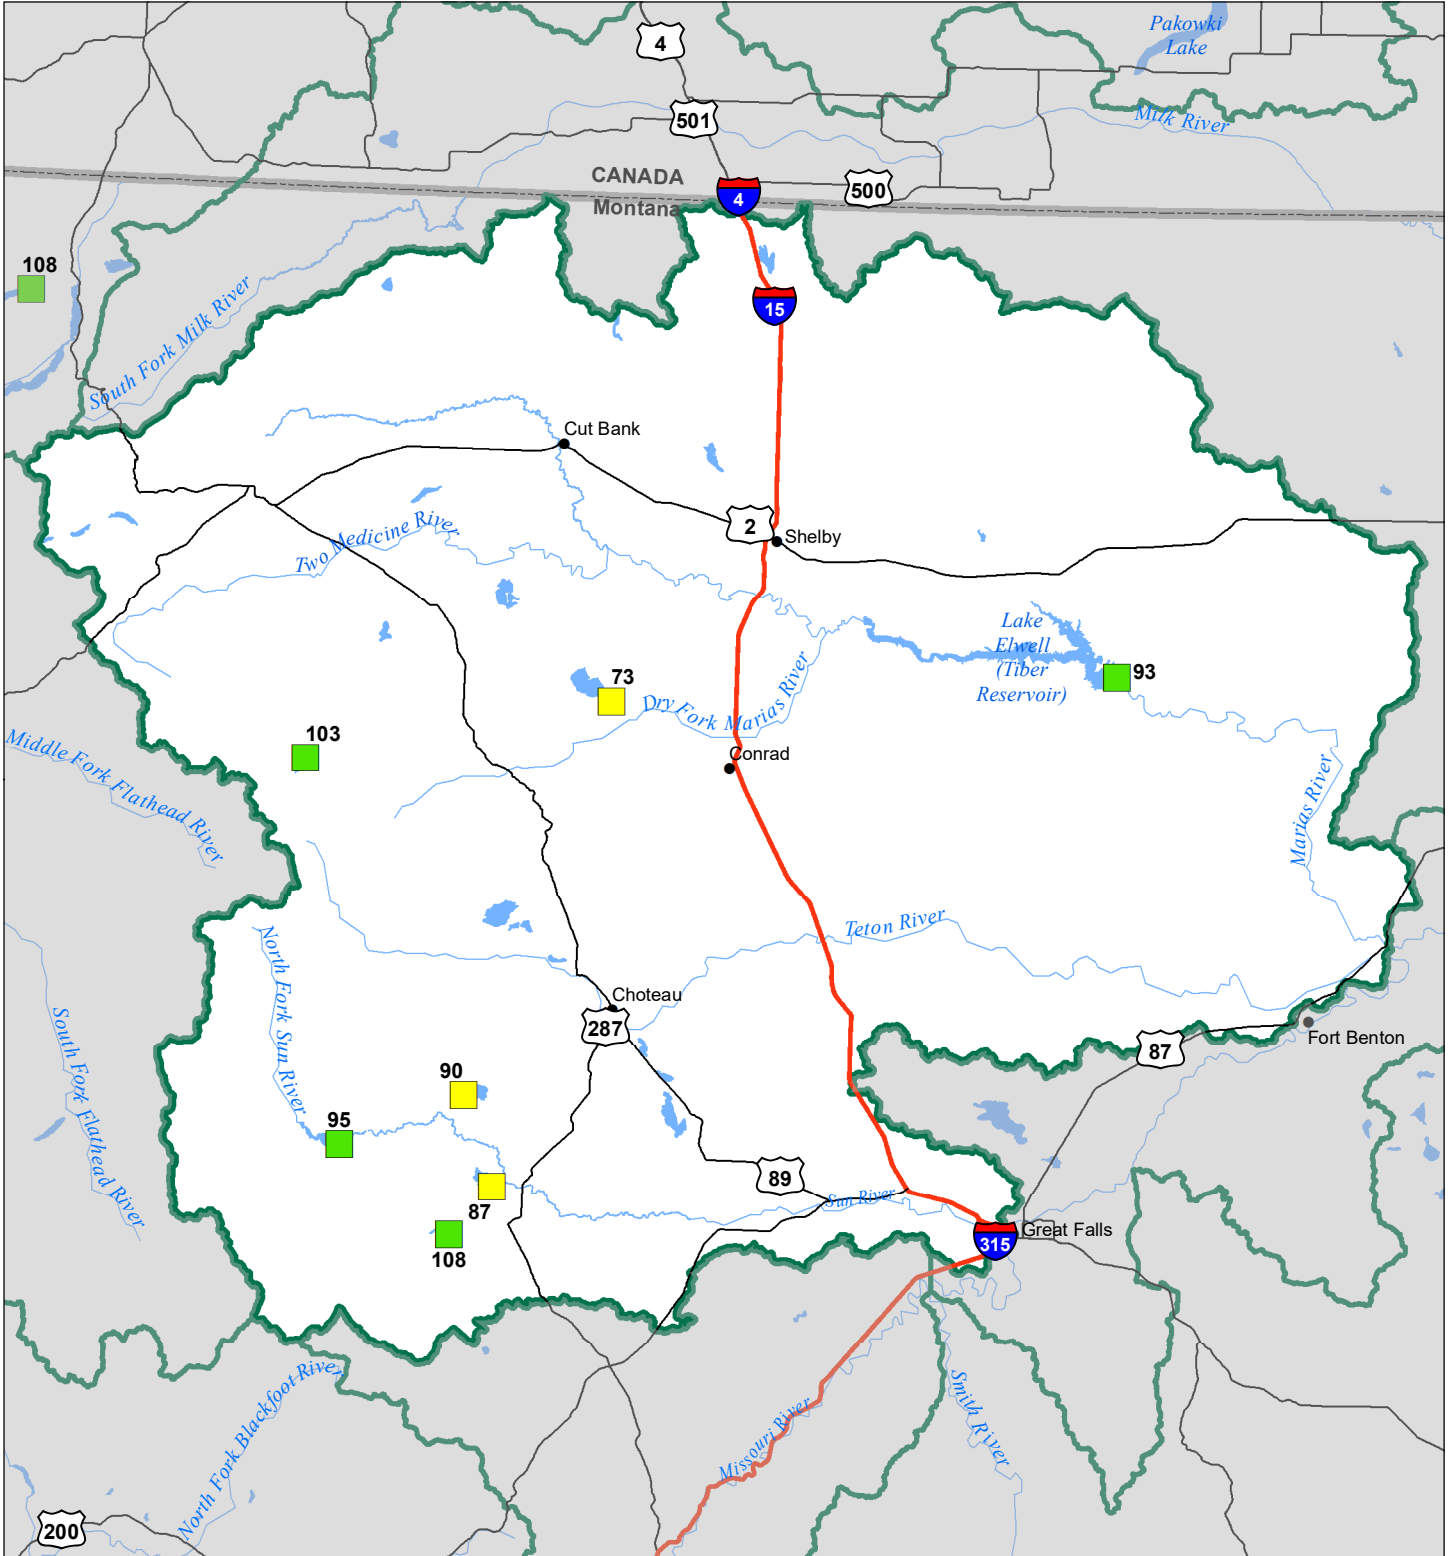 Pakowki
Lake
4
501
Milk River
CANADA
4
500
Montana
108
15
South Fork Milk River
Cut Bank
2
Shelby
Two Medicine River
Lake
Elwell
(Tiber
Reservoir)
93
73
Dry Fork Marias River
103
Conrad
Middle Fork Flathead River
Marias River
Teton River
North Fork Sun River
Choteau
287
South Fork Flathead River
87
Fort Benton
90
95
89
87
Sun River
108
315
Great Falls
North Fork Blackfoot River
Missouri River
Smith River
200